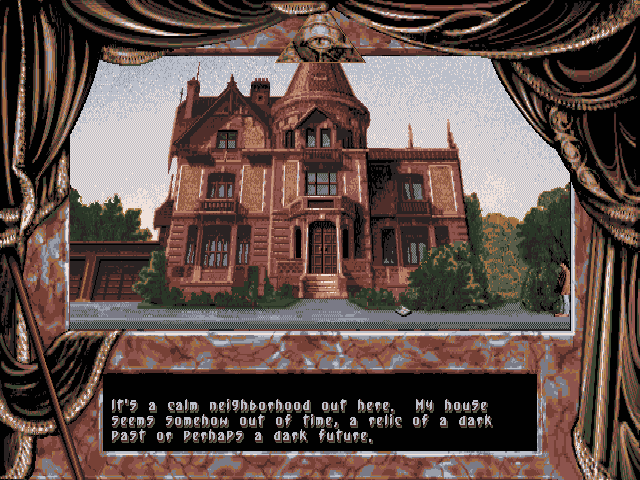 It's a calm neighborhood out here.  My house
seems somehow out of time, a relic of a dark
past or perhaps a dark future.